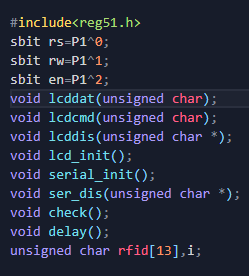 #include<reg51.h>
sbit rs=P1^0;
sbit rw=P1^1;
sbit en=P1^2;
void lcddat(unsigned char);
void lcdcmd(unsigned char);
void lcddis(unsigned char *);
void lcd_init();
void serial_init();
void ser_dis(unsigned char *);
void check();
void delay();
unsigned char rfid[13],i;